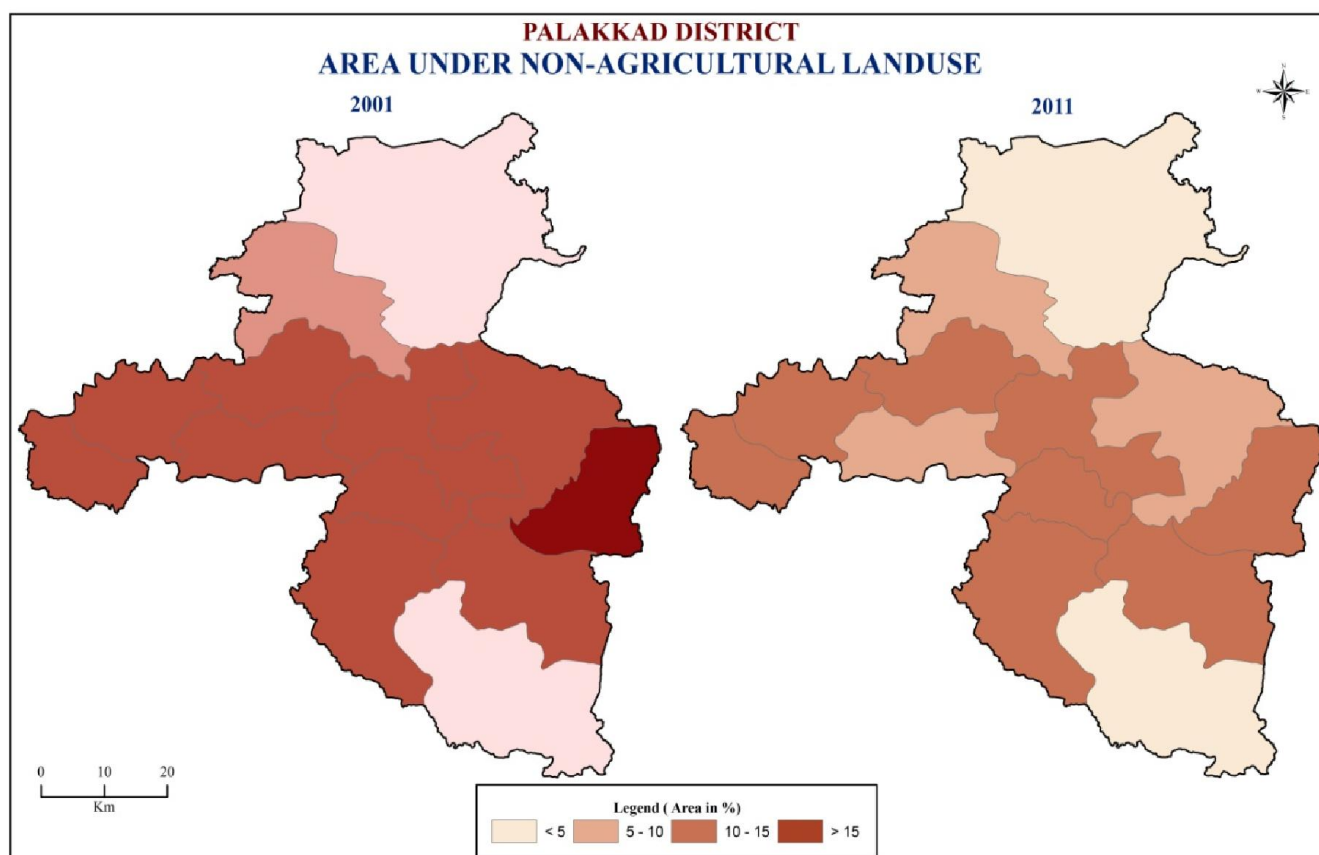 PALAKKAD DISTRICT
AREA UNDER NON-AGRICULTURAL LANDUSE
2001
2011
N
W E
S
0 10 20
Km
Legend ( Area in %)
< 5 5 - 10 10 - 15 > 15